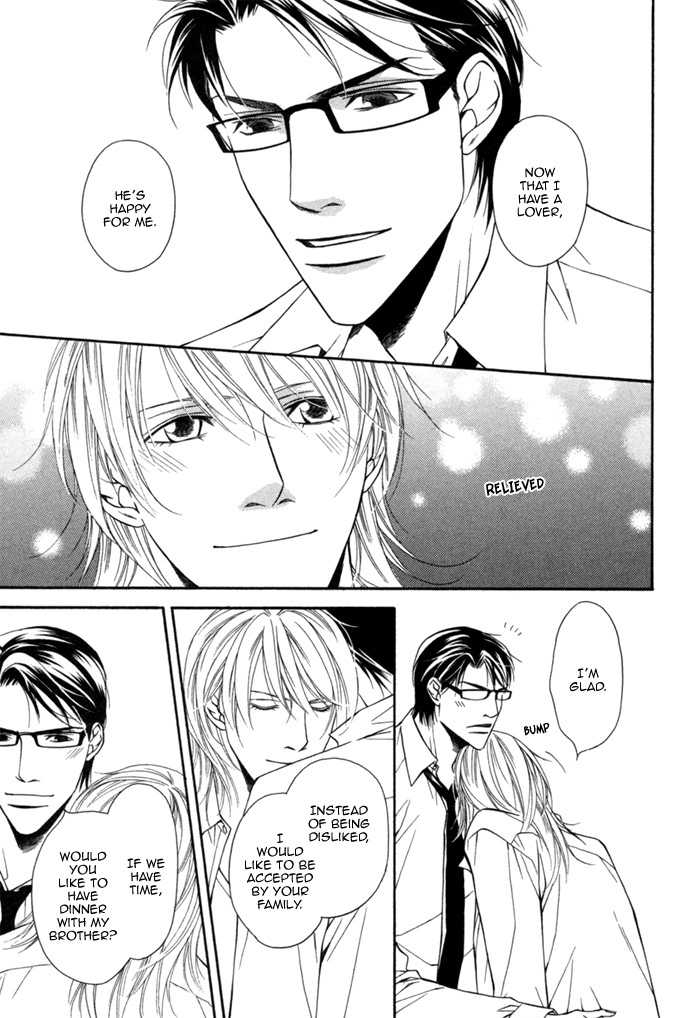 NOW
THAT I
HAVE A
LOVER,
HE'S
HAPPY
FOR ME.
RELIEVED
I'M
GLAD.
BUMP
INSTEAD
OF BEING
DISLIKED,
I
WOULD
LIKE TO BE
ACCEPTED
BY YOUR
FAMILY.
IF WE
HAVE
TIME,
WOULD
YOU
LIKE TO
HAVE
DINNER
WITH MY
BROTHER?